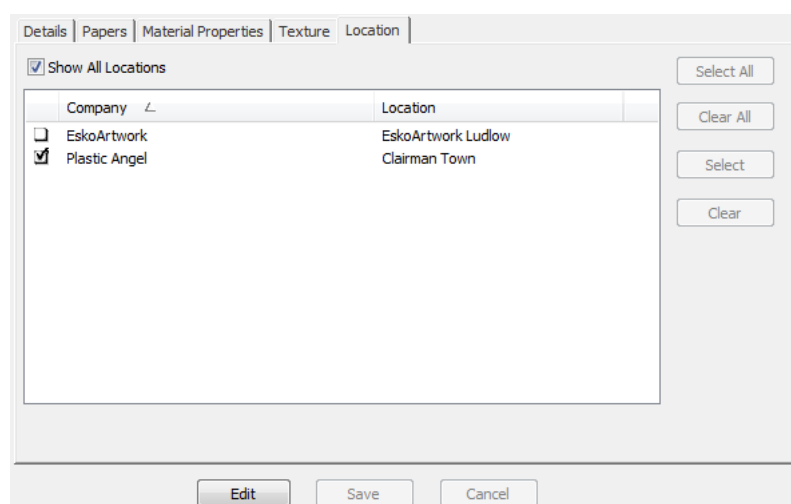 Details Papers Material Properties Texture Location
Show All Locations
Select All
Company Location
Clear All
EskoArtwork EskoArtwork Ludlow
Plastic Angel Clairman Town
Select
Clear
Edit Save Cancel